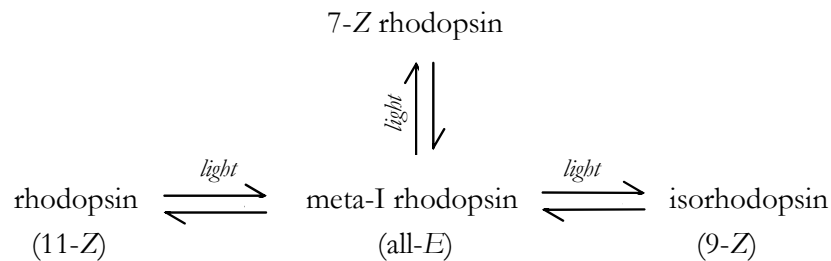 7-Z rhodopsin
light
light
light
rhodopsin
meta-I rhodopsin
isorhodopsin
(11-Z)
(all-E)
(9-Z)